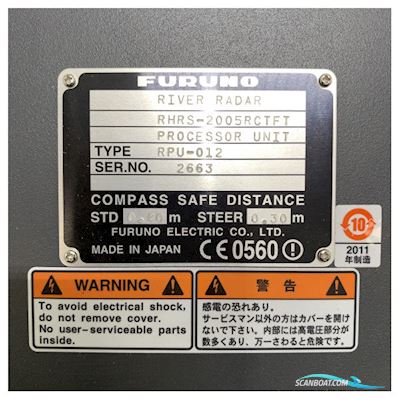 FURUNO
RIVER RADAR
RHRS-2005RCTFT
PROCESSOR UNIT
TYPE RPU-012
SER.NO. 2663
COMPASS SAFE DISTANCE
STD m STEER 0.30 m
FURUNO ELECTRIC CO., LTD.
MADE IN JAPAN CE0560
10
2011
年制造
WARNING
To avoid electrical shock,
do not remove cover.
No user-serviceable parts
inside.
警告
感電の恐れあり。
サービスマン以外の方はカバーを開け
ないで下さい。内部には高電圧部分が
数多くあり、万一さわると危険です。
SCANBOAT.COM